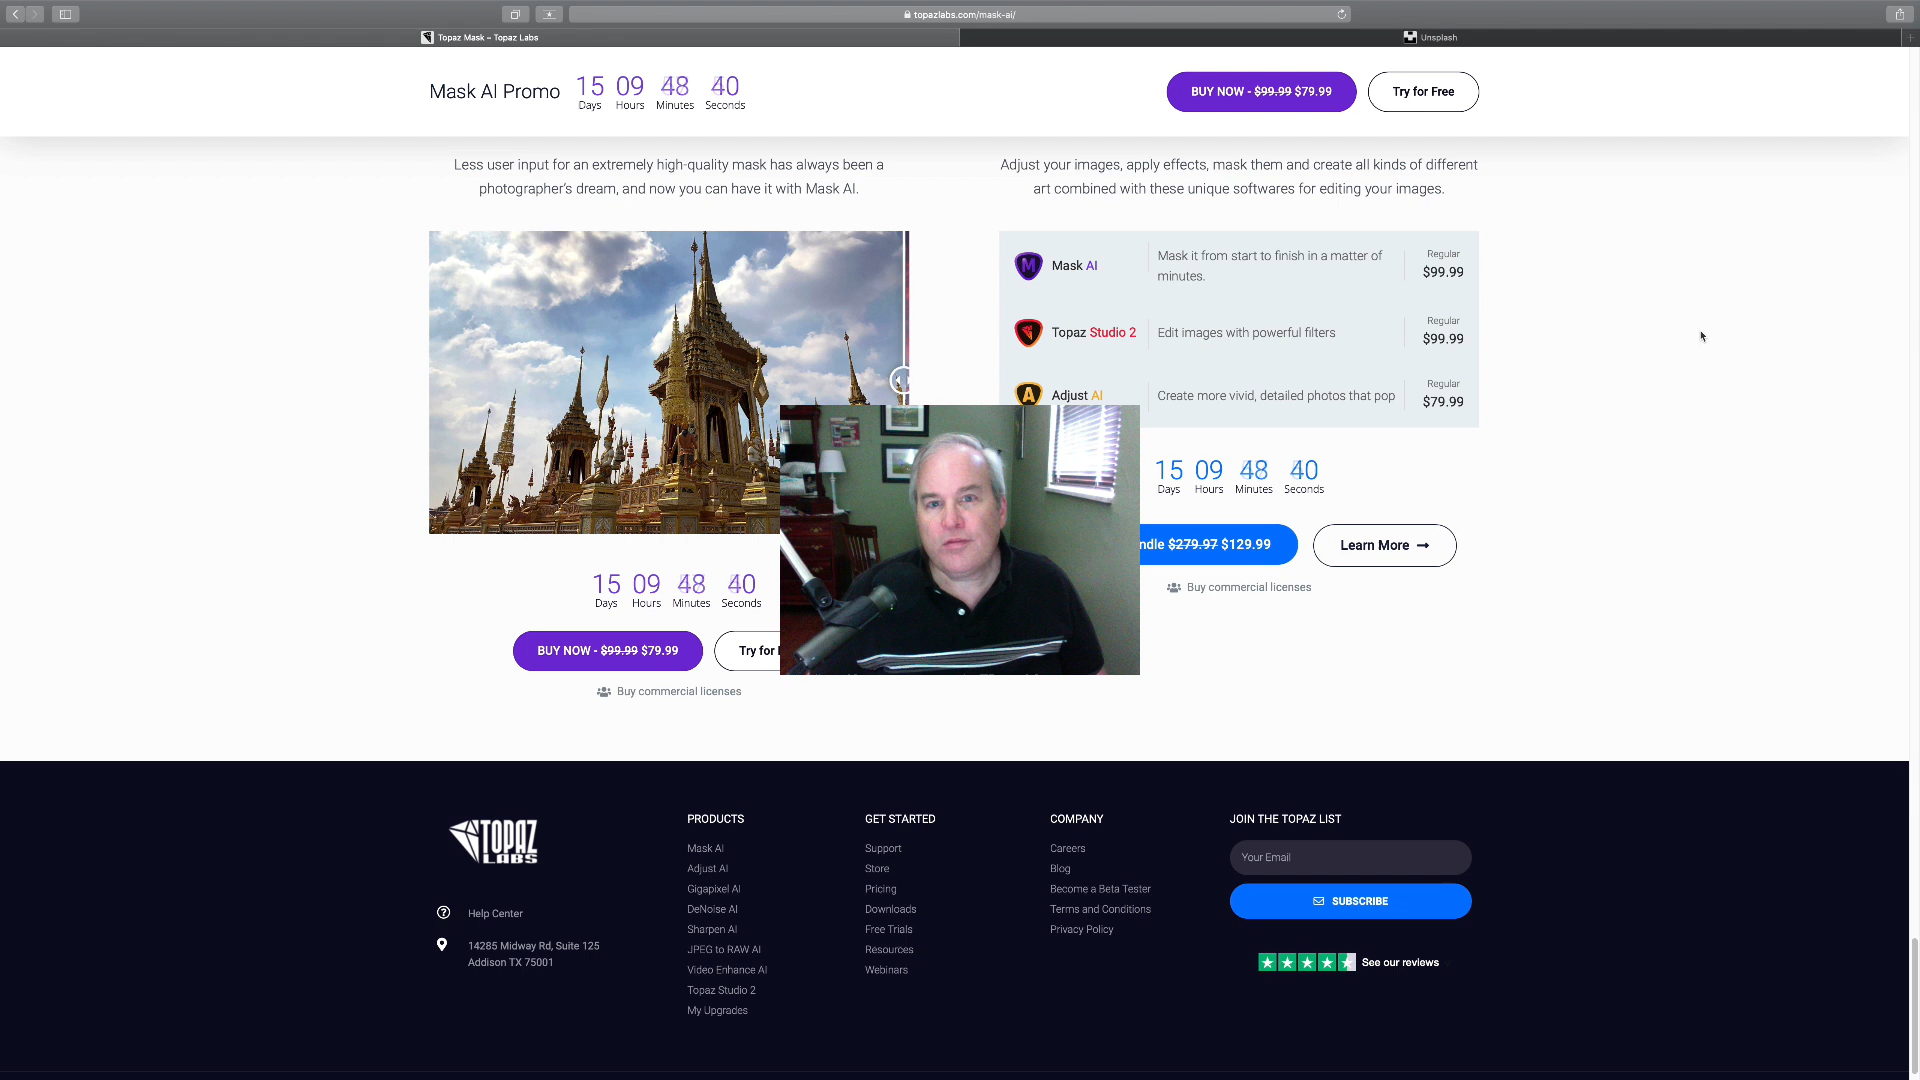 topazlabs.com/mask-ai/
Topaz Mask – Topaz Labs
Unsplash
Mask AI Promo
15 09 48 40
Days Hours Minutes Seconds
BUY NOW - $99.99 $79.99
Try for Free
Less user input for an extremely high-quality mask has always been a
photographer's dream, and now you can have it with Mask AI.
Adjust your images, apply effects, mask them and create all kinds of different
art combined with these unique softwares for editing your images.
M
Mask AI
Mask it from start to finish in a matter of
minutes.
Regular
$99.99
Topaz Studio 2
Edit images with powerful filters
Regular
$99.99
A
Adjust AI
Create more vivid, detailed photos that pop
Regular
$79.99
15 09 48 40
Days Hours Minutes Seconds
ndle $279.97 $129.99
Learn More →
Buy commercial licenses
15 09 48 40
Days Hours Minutes Seconds
BUY NOW - $99.99 $79.99
Try for
Buy commercial licenses
TOPAZ
LABS
Help Center
14285 Midway Rd, Suite 125
Addison TX 75001
PRODUCTS
Mask AI
Adjust AI
Gigapixel AI
DeNoise AI
Sharpen AI
JPEG to RAW AI
Video Enhance AI
Topaz Studio 2
My Upgrades
GET STARTED
Support
Store
Pricing
Downloads
Free Trials
Resources
Webinars
COMPANY
Careers
Blog
Become a Beta Tester
Terms and Conditions
Privacy Policy
JOIN THE TOPAZ LIST
Your Email
SUBSCRIBE
See our reviews